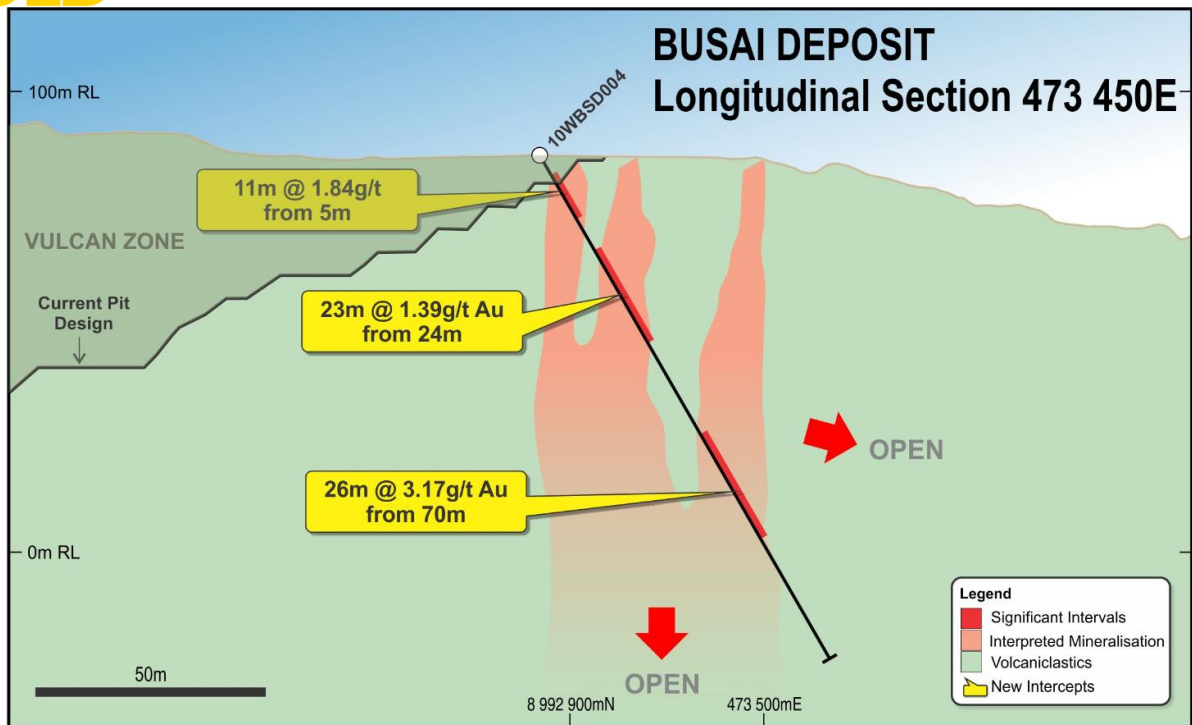 BUSAI DEPOSIT
Longitudinal Section 473 450E
100m RL
10WBSD004
11m @ 1.84g/t
from 5m
VULCAN ZONE
Current Pit
Design
23m @ 1.39g/t Au
from 24m
OPEN
26m @ 3.17g/t Au
from 70m
0m RL
Legend
Significant Intervals
Interpreted Mineralisation
Volcaniclastics
New Intercepts
50m
OPEN
8 992 900mN
473 500mE